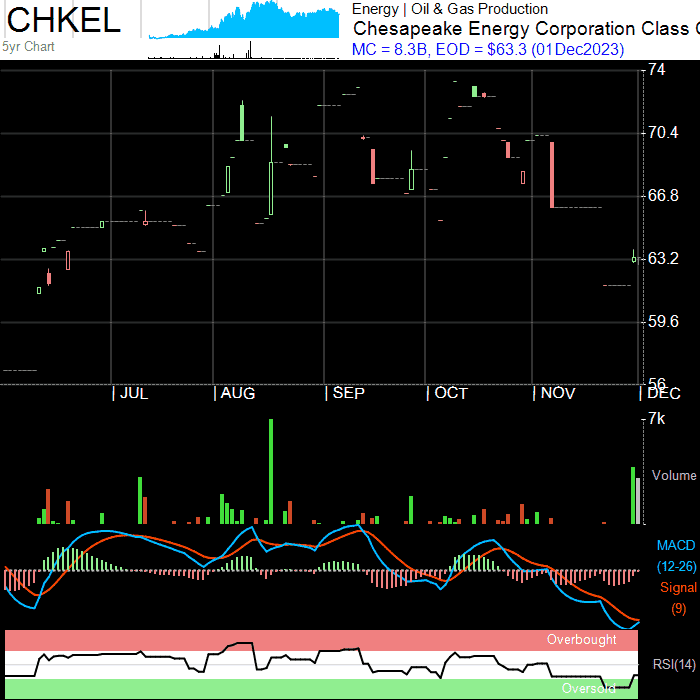 CHKEL
5yr Chart
Energy | Oil & Gas Production
Chesapeake Energy Corporation Class
MC = 8.3B, EOD = $63.3 (01Dec2023)
74
70.4
66.8
63.2
59.6
56
JUL AUG SEP OCT NOV DEC
7k
Volume
MACD
(12-26)
Signal
(9)
Overbought
RSI(14)
Oversold